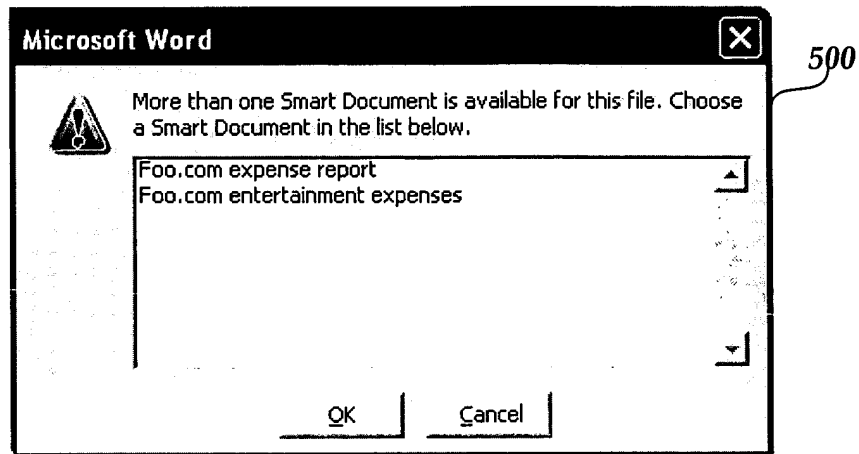 Microsoft Word
500
More than one Smart Document is available for this file. Choose
a Smart Document in the list below.
Foo.com expense report
Foo.com entertainment expenses
OK
Cancel